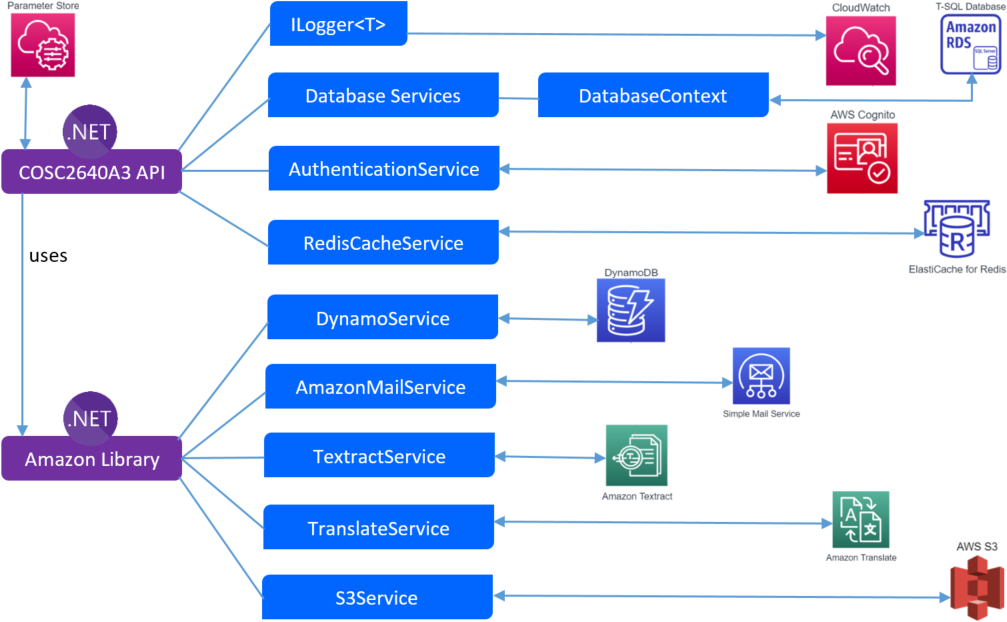 Parameter Store
ILogger<T>
CloudWatch
T-SQL Database
Amazon
RDS
SQL Server
Database Services
DatabaseContext
.NET
COSC2640A3 API
AWS Cognito
AuthenticationService
RedisCacheService
R
ElastiCache for Redis
uses
DynamoDB
DynamoService
AmazonMailService
Simple Mail Service
.NET
Amazon Library
TextractService
T
Amazon Textract
TranslateService
A
文
Amazon Translate
AWS S3
S3Service